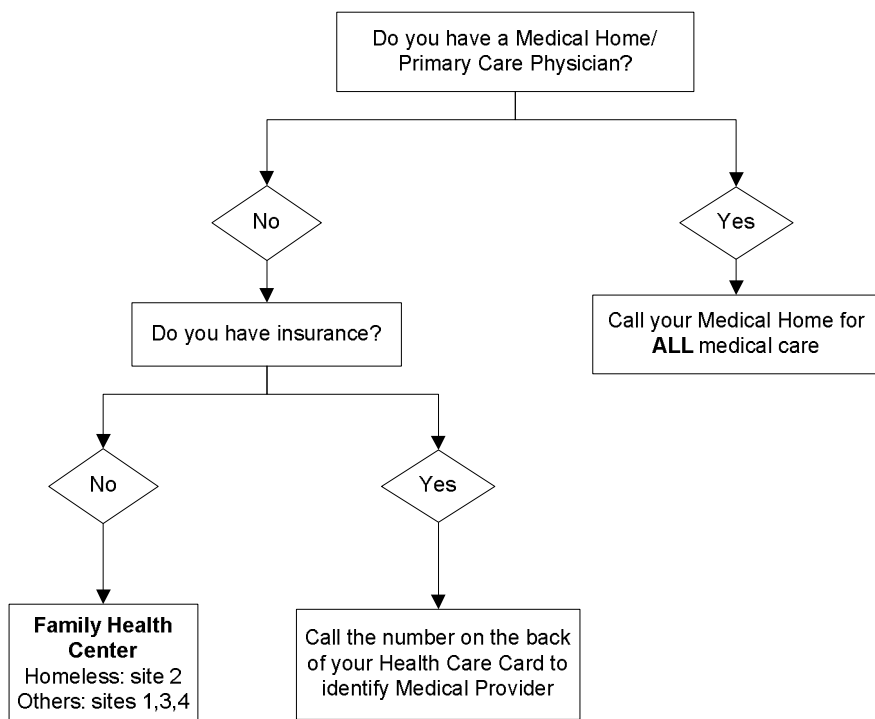 Do you have a Medical Home/
Primary Care Physician?
No
Yes
Do you have insurance?
Call your Medical Home for
ALL medical care
No
Yes
Family Health
Center
Homeless: site 2
Others: sites 1,3,4
Call the number on the back
of your Health Care Card to
identify Medical Provider